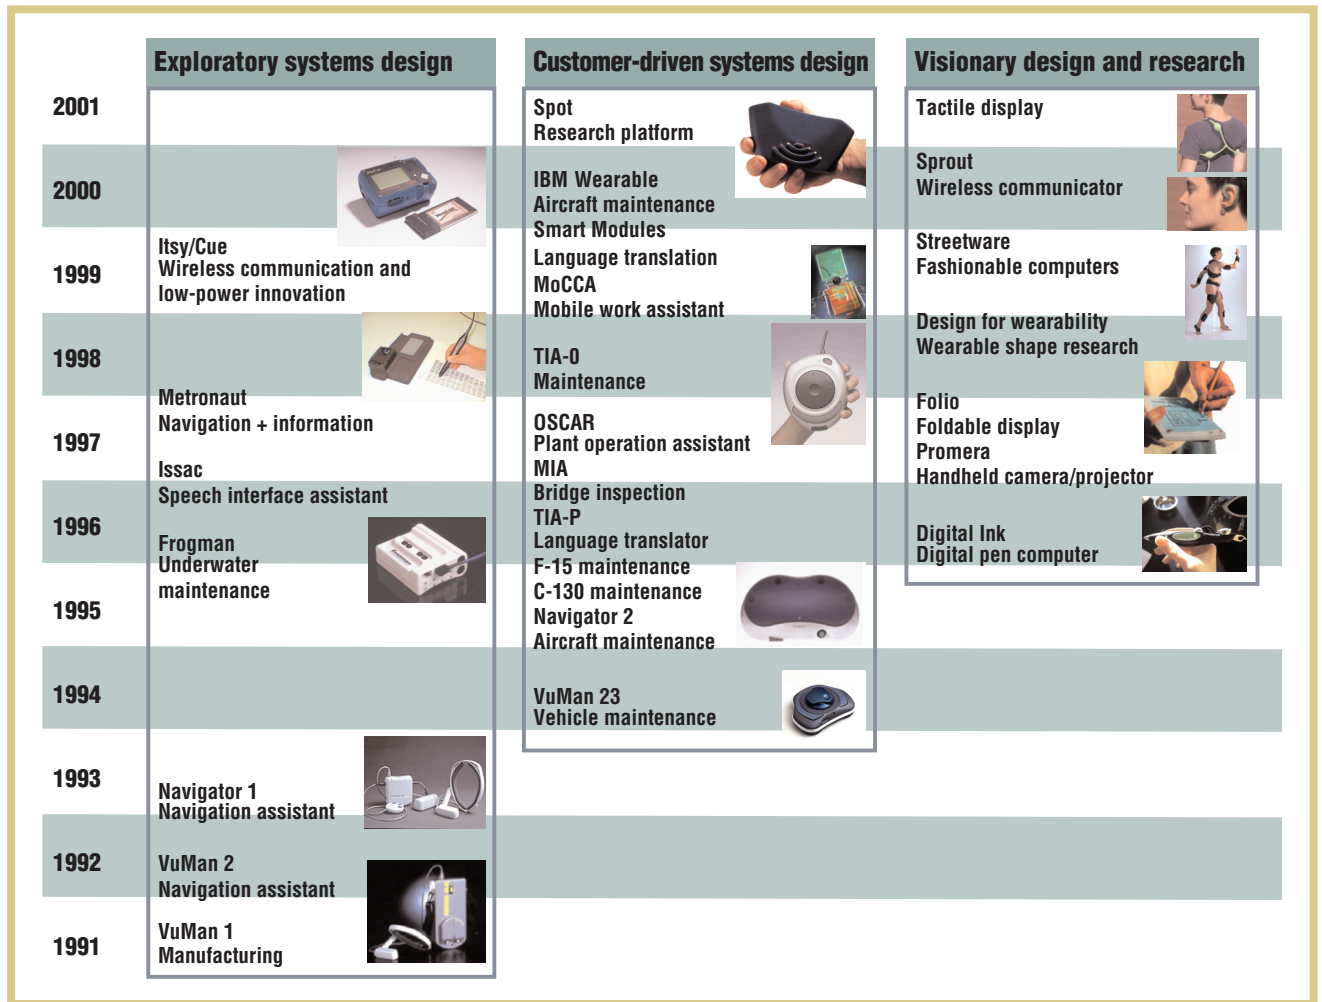 Exploratory systems design
Customer-driven systems design
Visionary design and research
2001
2000
1999
1998
1997
1996
1995
1994
1993
1992
1991
Itsy/Cue
Wireless communication and
low-power innovation
Metronaut
Navigation + information
Issac
Speech interface assistant
Frogman
Underwater
maintenance
Navigator 1
Navigation assistant
VuMan 2
Navigation assistant
VuMan 1
Manufacturing
Spot
Research platform
IBM Wearable
Aircraft maintenance
Smart Modules
Language translation
MoCCA
Mobile work assistant
TIA-0
Maintenance
OSCAR
Plant operation assistant
MIA
Bridge inspection
TIA-P
Language translator
F-15 maintenance
C-130 maintenance
Navigator 2
Aircraft maintenance
VuMan 23
Vehicle maintenance
Tactile display
Sprout
Wireless communicator
Streetware
Fashionable computers
Design for wearability
Wearable shape research
Folio
Foldable display
Promera
Handheld camera/projector
Digital Ink
Digital pen computer